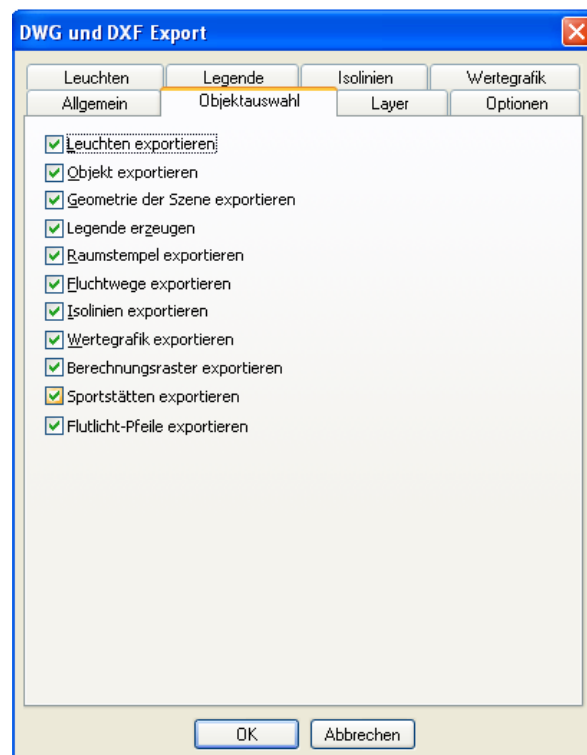 DWG und DXF Export
Leuchten Legende Isolinien Wertegrafik
Allgemein Objektauswahl Layer Optionen
Leuchten exportieren
Objekt exportieren
Geometrie der Szene exportieren
Legende erzeugen
Raumstempel exportieren
Fluchtwege exportieren
Isolinien exportieren
Wertegrafik exportieren
Berechnungsraster exportieren
Sportstätten exportieren
Flutlicht-Pfeile exportieren
OK Abbrechen